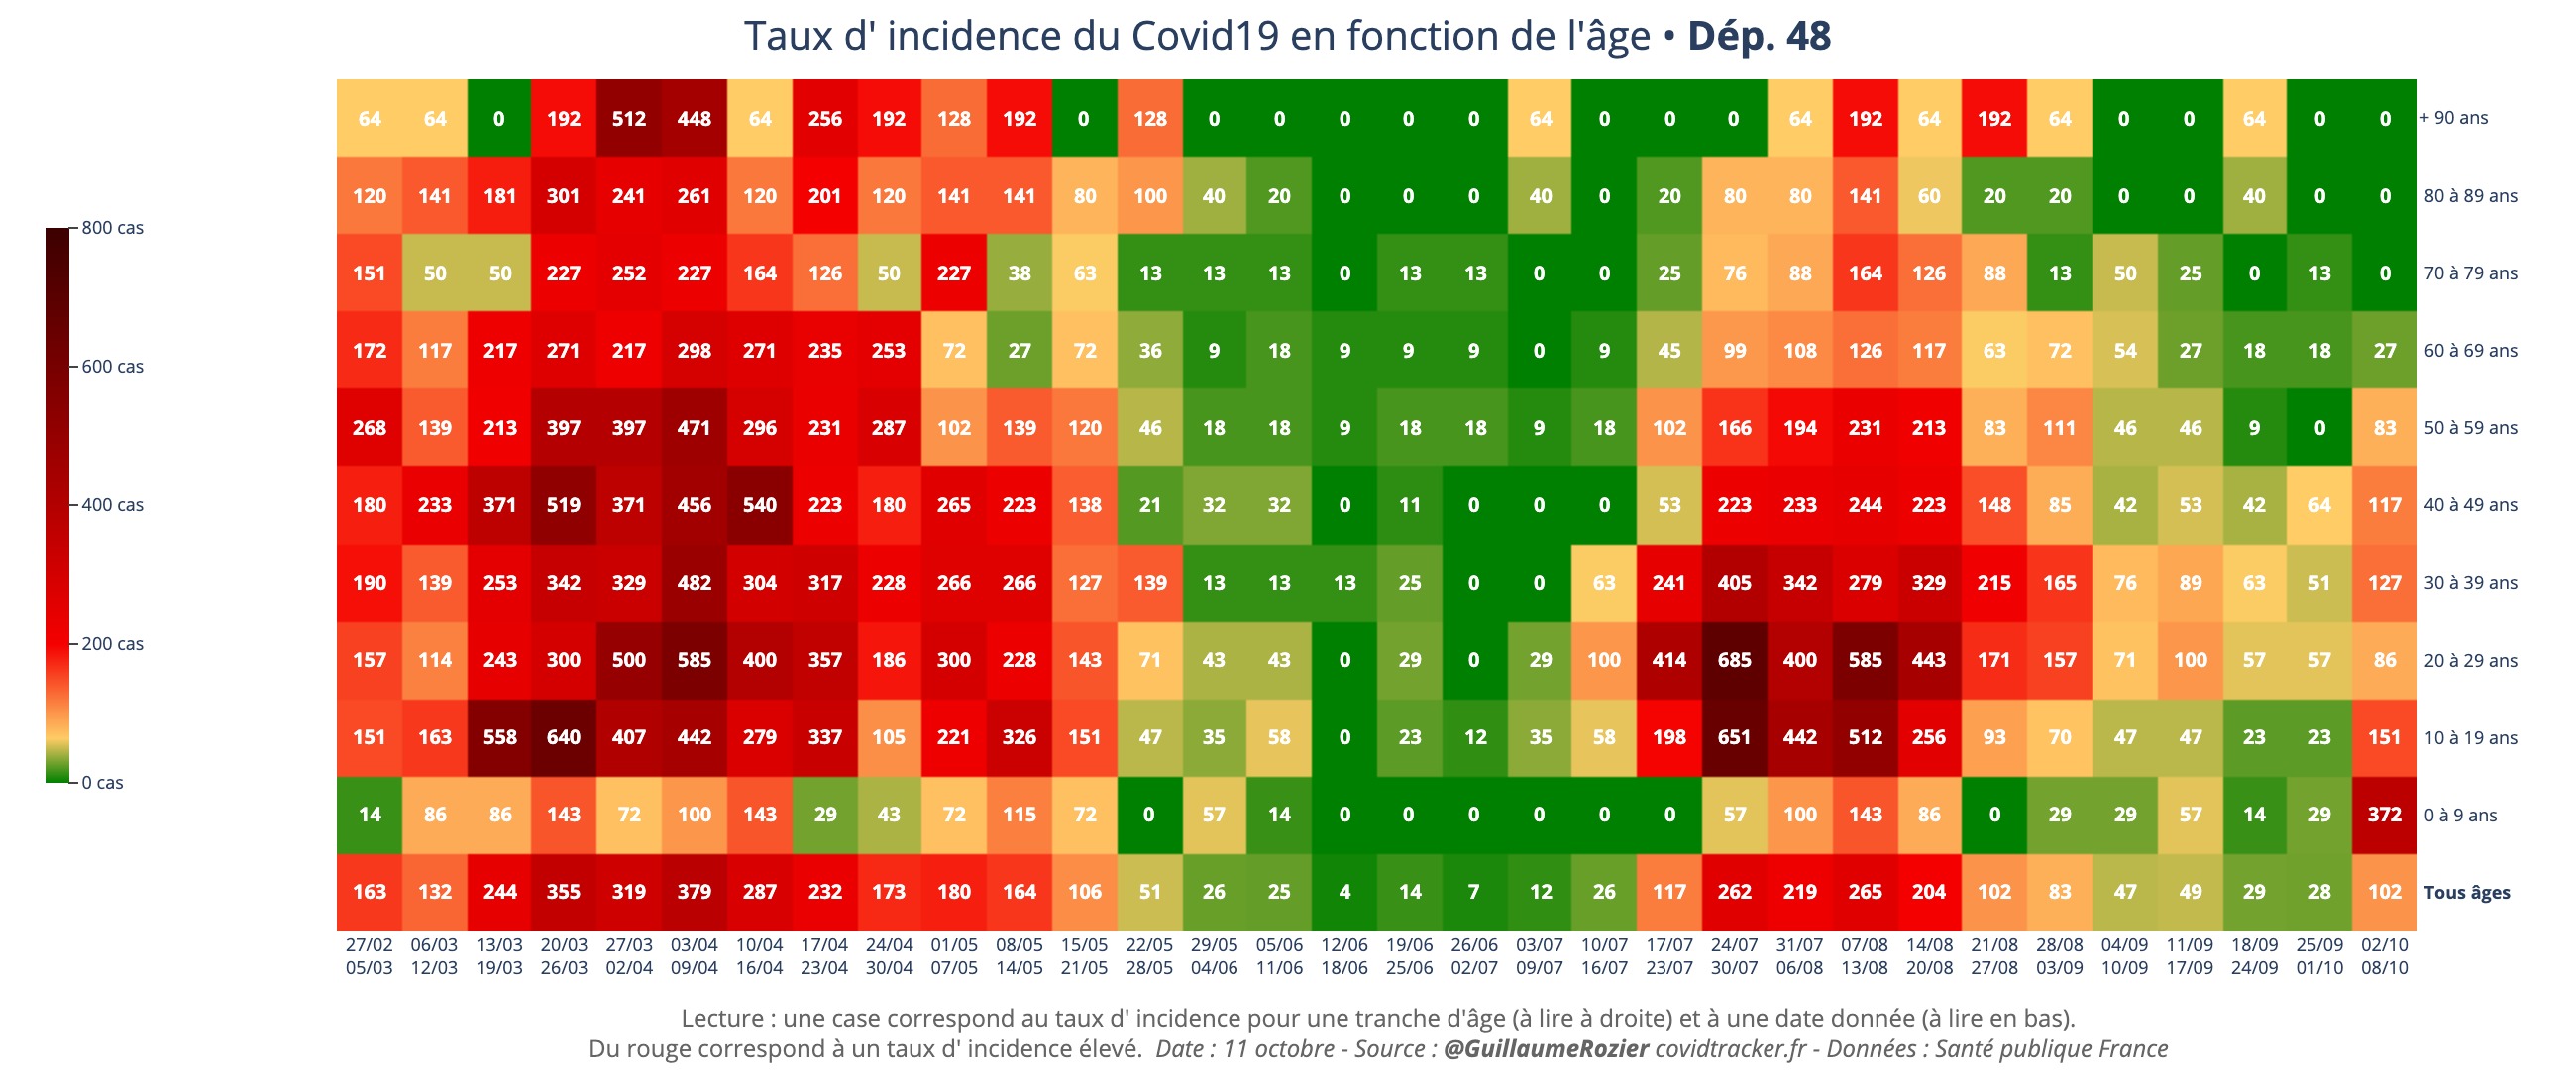 Taux d' incidence du Covid19 en fonction de l'âge • Dép. 48
64 64 0 192 512 448 64 256 192 128 192 0 128 0 0 0 0 0 64 0 0 0 64 192 64 192 64 0 0 64 0 0 + 90 ans
120 141 181 301 241 261 120 201 120 141 141 80 100 40 20 0 0 0 40 0 20 80 80 141 60 20 20 0 0 40 0 0 80 à 89 ans
800 cas
151 50 50 227 252 227 164 126 50 227 38 63 13 13 13 0 13 13 0 0 25 76 88 164 126 88 13 50 25 0 13 0 70 à 79 ans
172 117 217 271 217 298 271 235 253 72 27 72 36 9 18 9 9 9 0 9 45 99 108 126 117 63 72 54 27 18 18 27 60 à 69 ans
600 cas
268 139 213 397 397 471 296 231 287 102 139 120 46 18 18 9 18 18 9 18 102 166 194 231 213 83 111 46 46 9 0 83 50 à 59 ans
400 cas
180 233 371 519 371 456 540 223 180 265 223 138 21 32 32 0 11 0 0 0 53 223 233 244 223 148 85 42 53 42 64 117 40 à 49 ans
190 139 253 342 329 482 304 317 228 266 266 127 139 13 13 13 25 0 0 63 241 405 342 279 329 215 165 76 89 63 51 127 30 à 39 ans
200 cas
157 114 243 300 500 585 400 357 186 300 228 143 71 43 43 0 29 0 29 100 414 685 400 585 443 171 157 71 100 57 57 86 20 à 29 ans
151 163 558 640 407 442 279 337 105 221 326 151 47 35 58 0 23 12 35 58 198 651 442 512 256 93 70 47 47 23 23 151 10 à 19 ans
0 cas
14 86 86 143 72 100 143 29 43 72 115 72 0 57 14 0 0 0 0 0 0 57 100 143 86 0 29 29 57 14 29 372 0 à 9 ans
163 132 244 355 319 379 287 232 173 180 164 106 51 26 25 4 14 7 12 26 117 262 219 265 204 102 83 47 49 29 28 102 Tous âges
27/02 06/03 13/03 20/03 27/03 03/04 10/04 17/04 24/04 01/05 08/05 15/05 22/05 29/05 05/06 12/06 19/06 26/06 03/07 10/07 17/07 24/07 31/07 07/08 14/08 21/08 28/08 04/09 11/09 18/09 25/09 02/10
05/03 12/03 19/03 26/03 02/04 09/04 16/04 23/04 30/04 07/05 14/05 21/05 28/05 04/06 11/06 18/06 25/06 02/07 09/07 16/07 23/07 30/07 06/08 13/08 20/08 27/08 03/09 10/09 17/09 24/09 01/10 08/10
Lecture : une case correspond au taux d' incidence pour une tranche d'âge (à lire à droite) et à une date donnée (à lire en bas).
Du rouge correspond à un taux d' incidence élevé. Date : 11 octobre - Source : @GuillaumeRozier covidtracker.fr - Données : Santé publique France